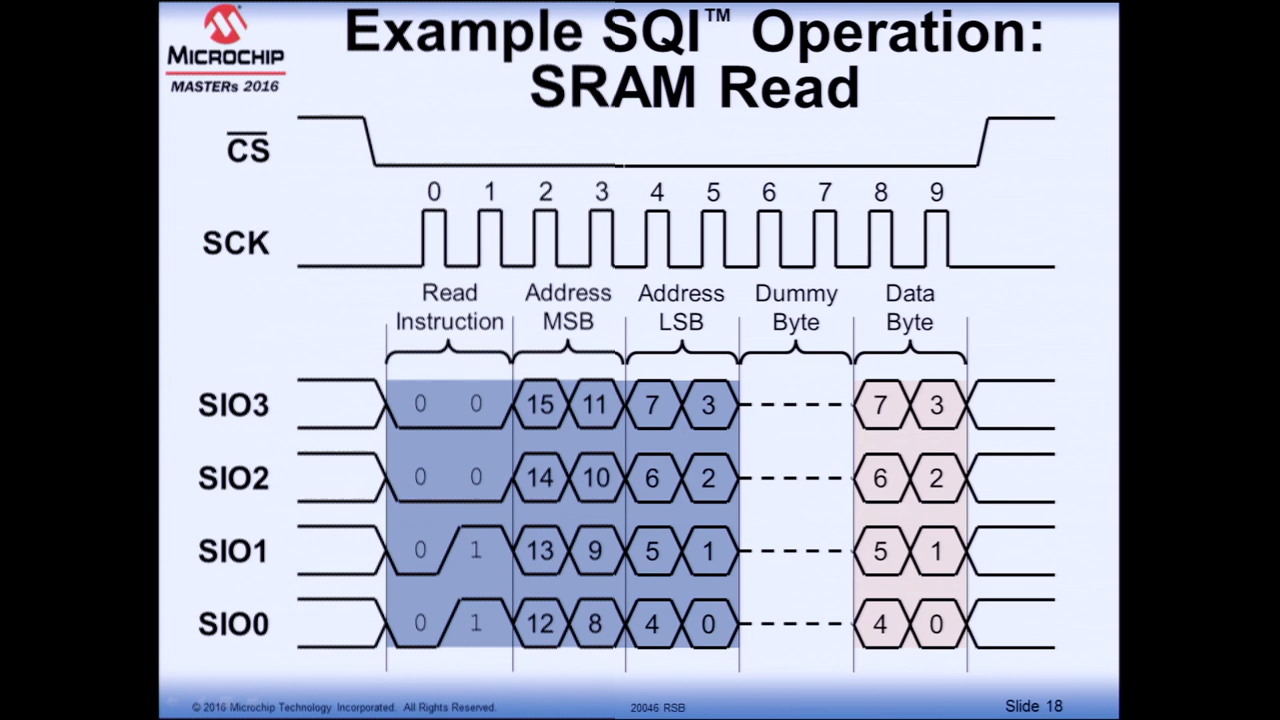 Example SQI™ Operation:
SRAM Read
MICROCHIP
MASTERs 2016
CS
0 1 2 3 4 5 6 7 8 9
SCK
Read Instruction
Address MSB
Address LSB
Dummy Byte
Data Byte
SIO3 0 0 15 11 7 3 7 3
SIO2 0 0 14 10 6 2 6 2
SIO1 0 1 13 9 5 1 5 1
SIO0 0 1 12 8 4 0 4 0
© 2016 Microchip Technology Incorporated. All Rights Reserved.
20046 RSB
Slide 18